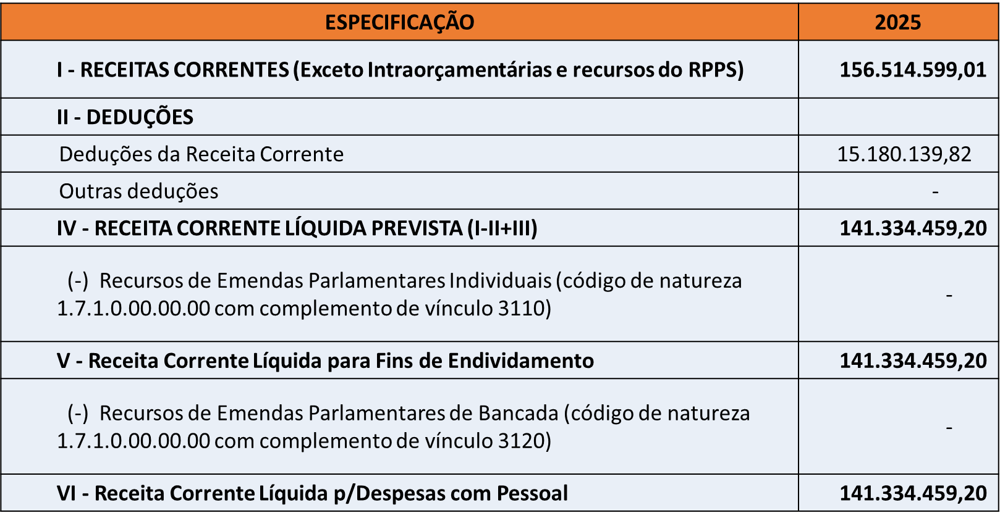 ESPECIFICAÇÃO 2025
I - RECEITAS CORRENTES (Exceto Intraorçamentárias e recursos do RPPS) 156.514.599,01
II - DEDUÇÕES
Deduções da Receita Corrente 15.180.139,82
Outras deduções -
IV - RECEITA CORRENTE LÍQUIDA PREVISTA (I-II+III) 141.334.459,20
(-) Recursos de Emendas Parlamentares Individuais (código de natureza
1.7.1.0.00.00.00 com complemento de vínculo 3110) -
V - Receita Corrente Líquida para Fins de Endividamento 141.334.459,20
(-) Recursos de Emendas Parlamentares de Bancada (código de natureza
1.7.1.0.00.00.00 com complemento de vínculo 3120) -
VI - Receita Corrente Líquida p/Despesas com Pessoal 141.334.459,20